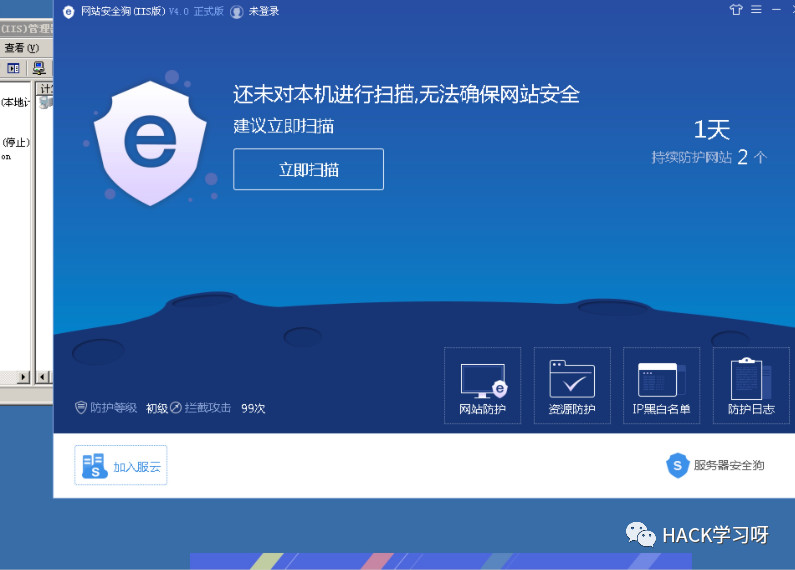 网站安全狗(IIS版) V4.0 正式版 未登录
(IIS)管理
查看(V)
还未对本机进行扫描,无法确保网站安全
建议立即扫描
立即扫描
1天
持续防护网站 2 个
(本地计
计
(停止)
on
防护等级 初级 拦截攻击 99次
网站防护
资源防护
IP黑白名单
防护日志
加入服云
服务器安全狗
HACK学习呀